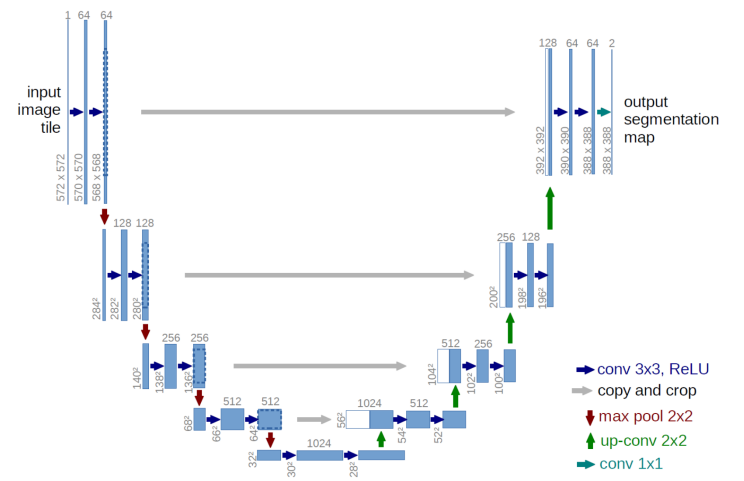 1 64 64
128 64 64 2
input
image
tile
output
segmentation
map
572 x 572
570 x 570
568 x 568
392 x 392
390 x 390
388 x 388
388 x 388
128 128
256 128
284²
282²
280²
200²
198²
196²
256 256
512 256
140²
138²
136²
104²
102²
100²
conv 3x3, ReLU
copy and crop
512 512
1024 512
max pool 2x2
68²
66²
64²
56²
54²
52²
up-conv 2x2
1024
32²
30²
28²
conv 1x1